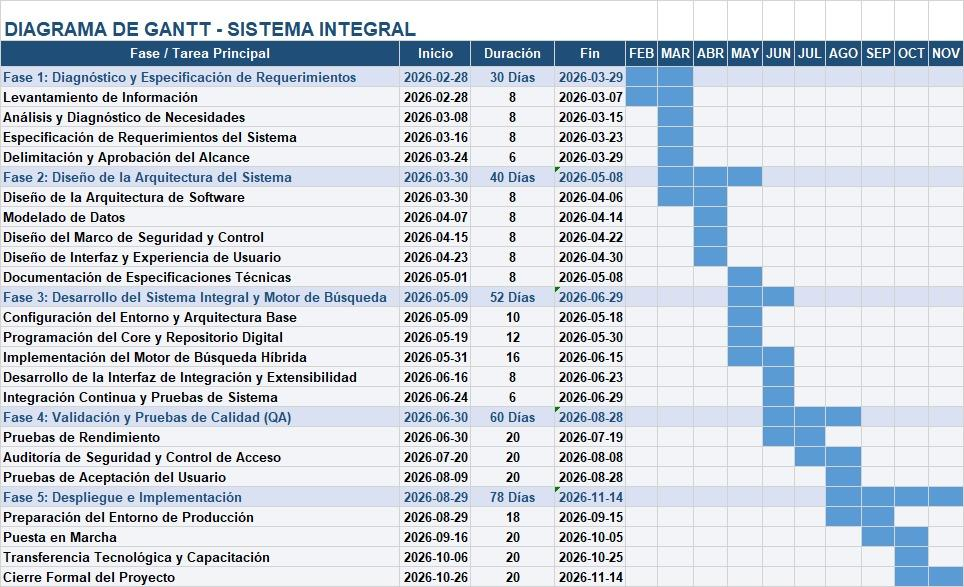 DIAGRAMA DE GANTT - SISTEMA INTEGRAL
Fase / Tarea Principal Inicio Duración Fin FEB MAR ABR MAY JUN JUL AGO SEP OCT NOV
Fase 1: Diagnóstico y Especificación de Requerimientos 2026-02-28 30 Días 2026-03-29
Levantamiento de Información 2026-02-28 8 2026-03-07
Análisis y Diagnóstico de Necesidades 2026-03-08 8 2026-03-15
Especificación de Requerimientos del Sistema 2026-03-16 8 2026-03-23
Delimitación y Aprobación del Alcance 2026-03-24 6 2026-03-29
Fase 2: Diseño de la Arquitectura del Sistema 2026-03-30 40 Días 2026-05-08
Diseño de la Arquitectura de Software 2026-03-30 8 2026-04-06
Modelado de Datos 2026-04-07 8 2026-04-14
Diseño del Marco de Seguridad y Control 2026-04-15 8 2026-04-22
Diseño de Interfaz y Experiencia de Usuario 2026-04-23 8 2026-04-30
Documentación de Especificaciones Técnicas 2026-05-01 8 2026-05-08
Fase 3: Desarrollo del Sistema Integral y Motor de Búsqueda 2026-05-09 52 Días 2026-06-29
Configuración del Entorno y Arquitectura Base 2026-05-09 10 2026-05-18
Programación del Core y Repositorio Digital 2026-05-19 12 2026-05-30
Implementación del Motor de Búsqueda Híbrida 2026-05-31 16 2026-06-15
Desarrollo de la Interfaz de Integración y Extensibilidad 2026-06-16 8 2026-06-23
Integración Continua y Pruebas de Sistema 2026-06-24 6 2026-06-29
Fase 4: Validación y Pruebas de Calidad (QA) 2026-06-30 60 Días 2026-08-28
Pruebas de Rendimiento 2026-06-30 20 2026-07-19
Auditoría de Seguridad y Control de Acceso 2026-07-20 20 2026-08-08
Pruebas de Aceptación del Usuario 2026-08-09 20 2026-08-28
Fase 5: Despliegue e Implementación 2026-08-29 78 Días 2026-11-14
Preparación del Entorno de Producción 2026-08-29 18 2026-09-15
Puesta en Marcha 2026-09-16 20 2026-10-05
Transferencia Tecnológica y Capacitación 2026-10-06 20 2026-10-25
Cierre Formal del Proyecto 2026-10-26 20 2026-11-14